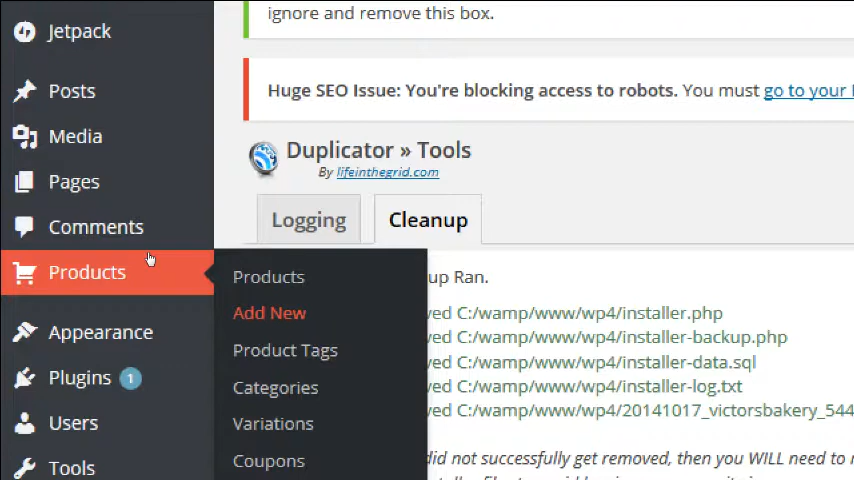 Jetpack
Posts
Media
Pages
Comments
Products
Appearance
Plugins 1
Users
Tools
Products
Add New
Product Tags
Categories
Variations
Coupons
ignore and remove this box.
Huge SEO Issue: You're blocking access to robots. You must go to your
Duplicator » Tools
By lifeinthegrid.com
Logging
Cleanup
up Ran.
ved C:/wamp/www/wp4/installer.php
ved C:/wamp/www/wp4/installer-backup.php
ved C:/wamp/www/wp4/installer-data.sql
ved C:/wamp/www/wp4/installer-log.txt
ved C:/wamp/www/wp4/20141017_victorsbakery_544
did not successfully get removed, then you WILL need to